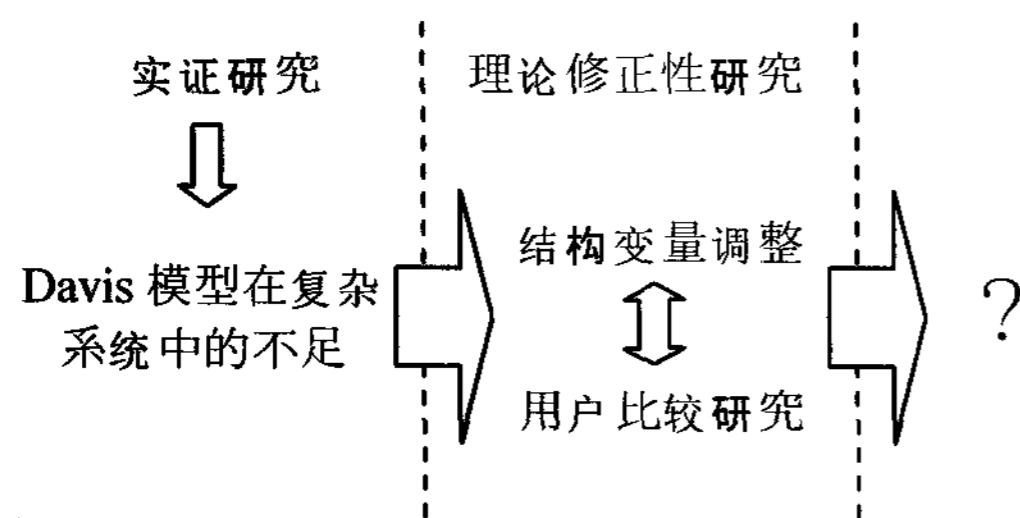 实证研究
Davis 模型在复杂
系统中的不足
理论修正性研究
结构变量调整
用户比较研究
?